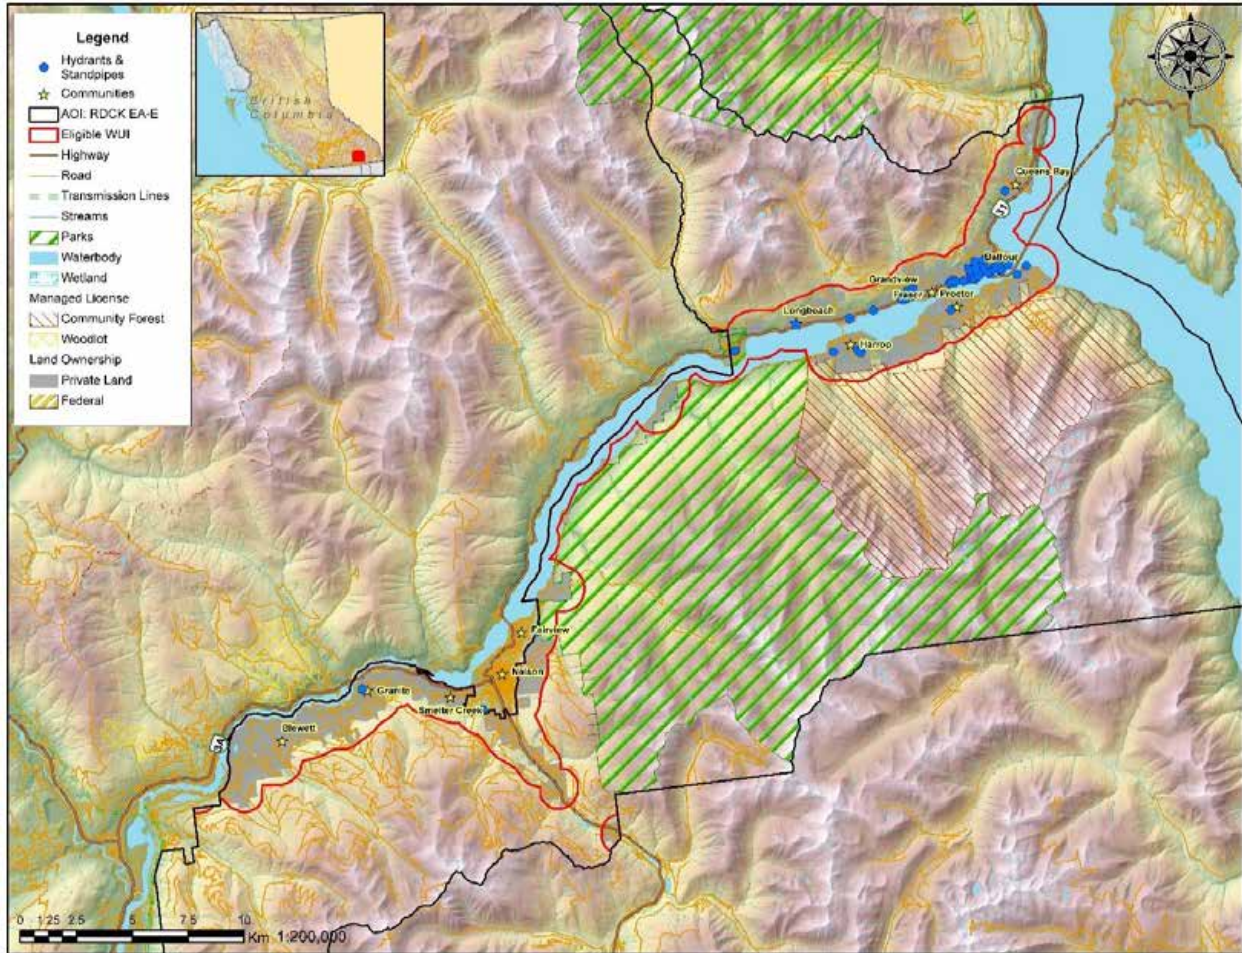 Legend
Hydrants &
Standpipes
Communities
AOI: RDCK EA-E
Eligible WUI
Highway
Road
Transmission Lines
Streams
Parks
Waterbody
Wetland
Managed License
Community Forest
Woodlot
Land Ownership
Private Land
Federal
British
Columbia
Queens Bay
31
Balfour
Grandview
Fraser
Procter
Longbeach
Harrop
Fairview
Nelson
Granite
Smelter Creek
Blewett
0 1.25 2.5 5 7.5 10
Km 1:200,000